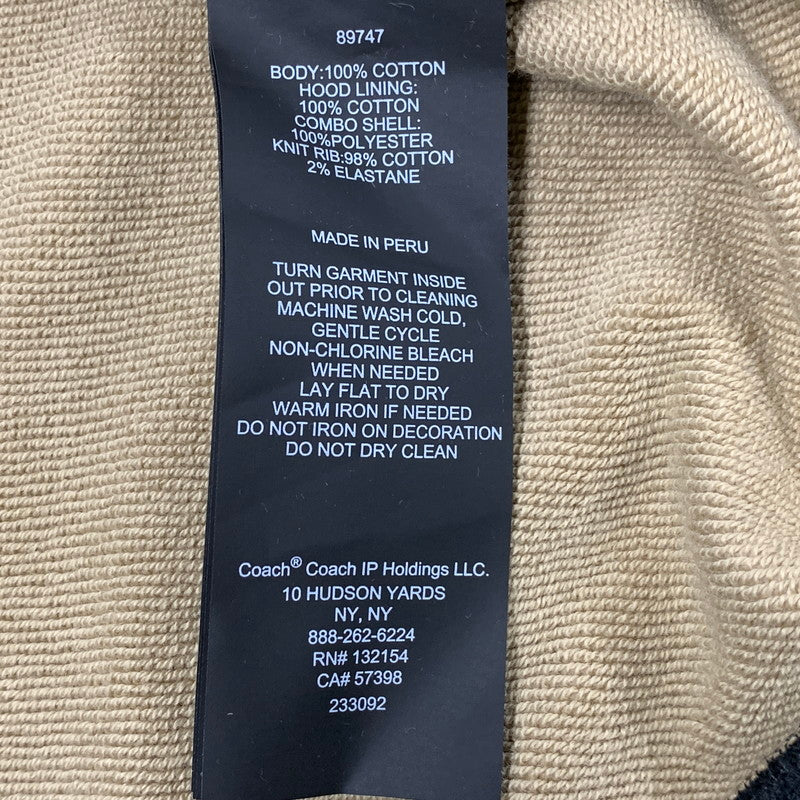 89747
BODY:100% COTTON
HOOD LINING:
100% COTTON
COMBO SHELL:
100%POLYESTER
KNIT RIB:98% COTTON
2% ELASTANE
MADE IN PERU
TURN GARMENT INSIDE
OUT PRIOR TO CLEANING
MACHINE WASH COLD,
GENTLE CYCLE
NON-CHLORINE BLEACH
WHEN NEEDED
LAY FLAT TO DRY
WARM IRON IF NEEDED
DO NOT IRON ON DECORATION
DO NOT DRY CLEAN
Coach® Coach IP Holdings LLC.
10 HUDSON YARDS
NY, NY
888-262-6224
RN# 132154
CA# 57398
233092